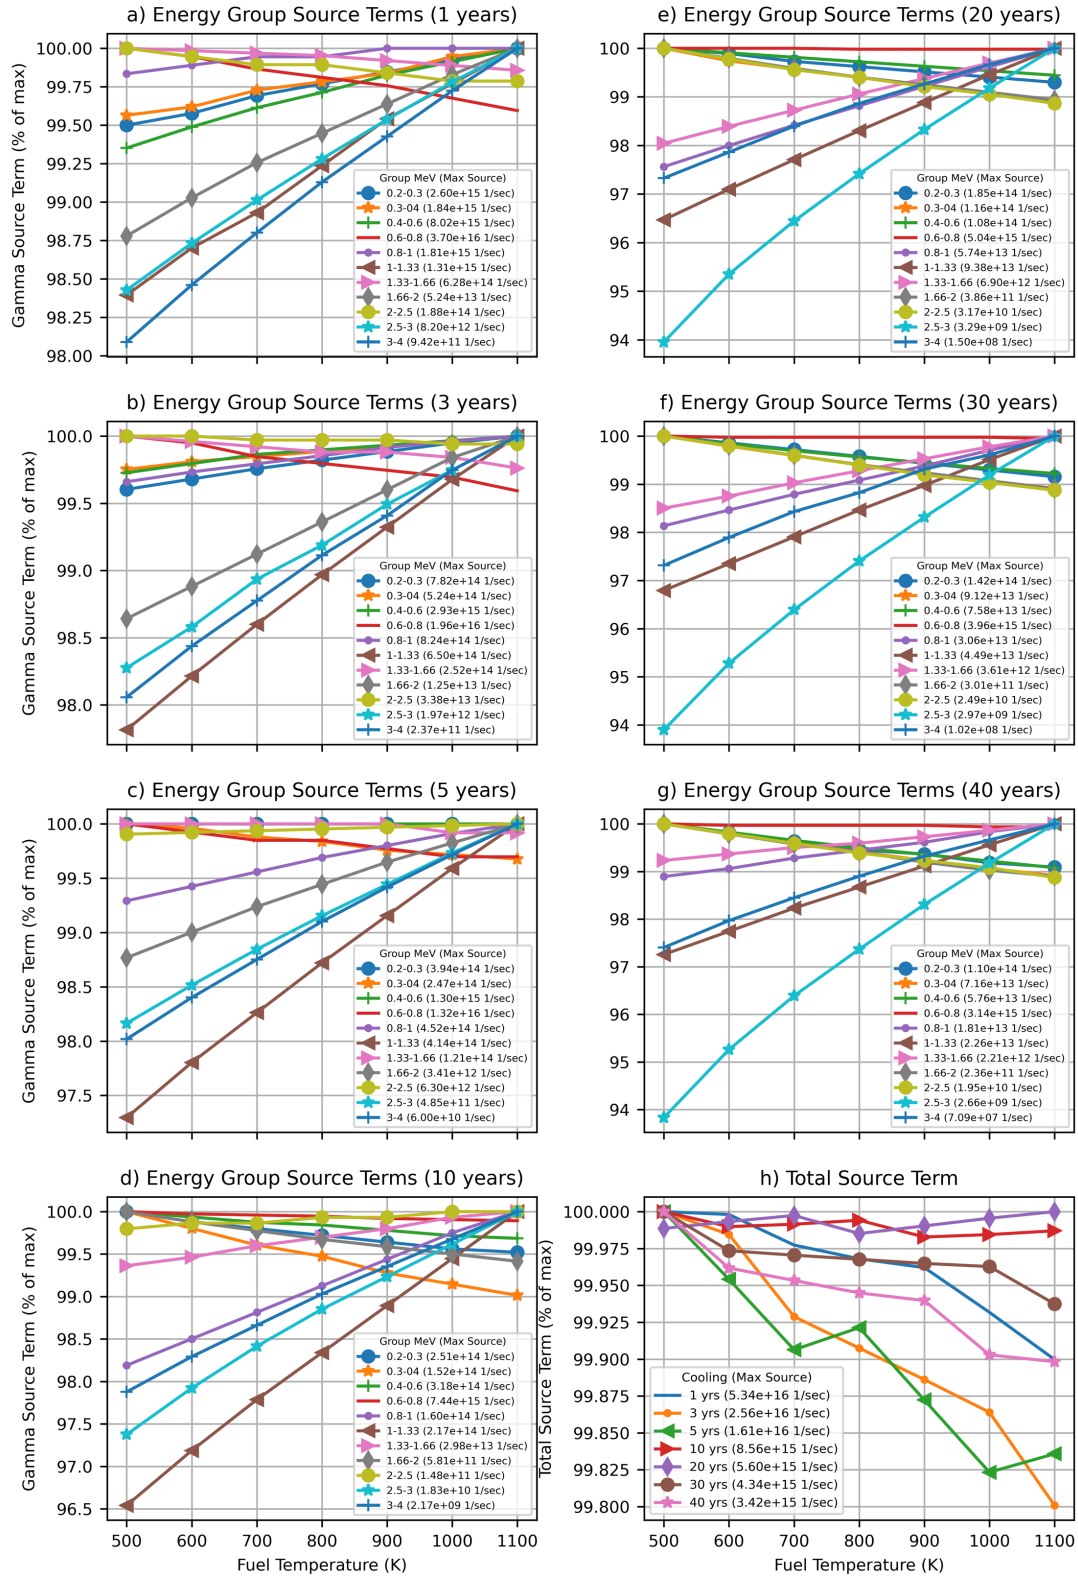 a) Energy Group Source Terms (1 years)
Gamma Source Term (% of max)
100.00
99.75
99.50
99.25
99.00
98.75
98.50
98.25
98.00
Group MeV (Max Source)
0.2-0.3 (2.60e+15 1/sec)
0.3-04 (1.84e+15 1/sec)
0.4-0.6 (8.02e+15 1/sec)
0.6-0.8 (3.70e+16 1/sec)
0.8-1 (1.81e+15 1/sec)
1-1.33 (1.31e+15 1/sec)
1.33-1.66 (6.28e+14 1/sec)
1.66-2 (5.24e+13 1/sec)
2-2.5 (1.88e+14 1/sec)
2.5-3 (8.20e+12 1/sec)
3-4 (9.42e+11 1/sec)
b) Energy Group Source Terms (3 years)
Gamma Source Term (% of max)
100.0
99.5
99.0
98.5
98.0
Group MeV (Max Source)
0.2-0.3 (7.82e+14 1/sec)
0.3-04 (5.24e+14 1/sec)
0.4-0.6 (2.93e+15 1/sec)
0.6-0.8 (1.96e+16 1/sec)
0.8-1 (8.24e+14 1/sec)
1-1.33 (6.50e+14 1/sec)
1.33-1.66 (2.52e+14 1/sec)
1.66-2 (1.25e+13 1/sec)
2-2.5 (3.38e+13 1/sec)
2.5-3 (1.97e+12 1/sec)
3-4 (2.37e+11 1/sec)
c) Energy Group Source Terms (5 years)
Gamma Source Term (% of max)
100.0
99.5
99.0
98.5
98.0
97.5
Group MeV (Max Source)
0.2-0.3 (3.94e+14 1/sec)
0.3-04 (2.47e+14 1/sec)
0.4-0.6 (1.30e+15 1/sec)
0.6-0.8 (1.32e+16 1/sec)
0.8-1 (4.52e+14 1/sec)
1-1.33 (4.14e+14 1/sec)
1.33-1.66 (1.21e+14 1/sec)
1.66-2 (3.41e+12 1/sec)
2-2.5 (6.30e+12 1/sec)
2.5-3 (4.85e+11 1/sec)
3-4 (6.00e+10 1/sec)
d) Energy Group Source Terms (10 years)
Gamma Source Term (% of max)
100.0
99.5
99.0
98.5
98.0
97.5
97.0
96.5
Group MeV (Max Source)
0.2-0.3 (2.51e+14 1/sec)
0.3-04 (1.52e+14 1/sec)
0.4-0.6 (3.18e+14 1/sec)
0.6-0.8 (7.44e+15 1/sec)
0.8-1 (1.60e+14 1/sec)
1-1.33 (2.17e+14 1/sec)
1.33-1.66 (2.98e+13 1/sec)
1.66-2 (5.81e+11 1/sec)
2-2.5 (1.48e+11 1/sec)
2.5-3 (1.83e+10 1/sec)
3-4 (2.17e+09 1/sec)
500 600 700 800 900 1000 1100
Fuel Temperature (K)
e) Energy Group Source Terms (20 years)
100
99
98
97
96
95
94
Group MeV (Max Source)
0.2-0.3 (1.85e+14 1/sec)
0.3-04 (1.16e+14 1/sec)
0.4-0.6 (1.08e+14 1/sec)
0.6-0.8 (5.04e+15 1/sec)
0.8-1 (5.74e+13 1/sec)
1-1.33 (9.38e+13 1/sec)
1.33-1.66 (6.90e+12 1/sec)
1.66-2 (3.86e+11 1/sec)
2-2.5 (3.17e+10 1/sec)
2.5-3 (3.29e+09 1/sec)
3-4 (1.50e+08 1/sec)
f) Energy Group Source Terms (30 years)
100
99
98
97
96
95
94
Group MeV (Max Source)
0.2-0.3 (1.42e+14 1/sec)
0.3-04 (9.12e+13 1/sec)
0.4-0.6 (7.58e+13 1/sec)
0.6-0.8 (3.96e+15 1/sec)
0.8-1 (3.06e+13 1/sec)
1-1.33 (4.49e+13 1/sec)
1.33-1.66 (3.61e+12 1/sec)
1.66-2 (3.01e+11 1/sec)
2-2.5 (2.49e+10 1/sec)
2.5-3 (2.97e+09 1/sec)
3-4 (1.02e+08 1/sec)
g) Energy Group Source Terms (40 years)
100
99
98
97
96
95
94
Group MeV (Max Source)
0.2-0.3 (1.10e+14 1/sec)
0.3-04 (7.16e+13 1/sec)
0.4-0.6 (5.76e+13 1/sec)
0.6-0.8 (3.14e+15 1/sec)
0.8-1 (1.81e+13 1/sec)
1-1.33 (2.26e+13 1/sec)
1.33-1.66 (2.21e+12 1/sec)
1.66-2 (2.36e+11 1/sec)
2-2.5 (1.95e+10 1/sec)
2.5-3 (2.66e+09 1/sec)
3-4 (7.09e+07 1/sec)
h) Total Source Term
Total Source Term (% of max)
100.000
99.975
99.950
99.925
99.900
99.875
99.850
99.825
99.800
Cooling (Max Source)
1 yrs (5.34e+16 1/sec)
3 yrs (2.56e+16 1/sec)
5 yrs (1.61e+16 1/sec)
10 yrs (8.56e+15 1/sec)
20 yrs (5.60e+15 1/sec)
30 yrs (4.34e+15 1/sec)
40 yrs (3.42e+15 1/sec)
500 600 700 800 900 1000 1100
Fuel Temperature (K)